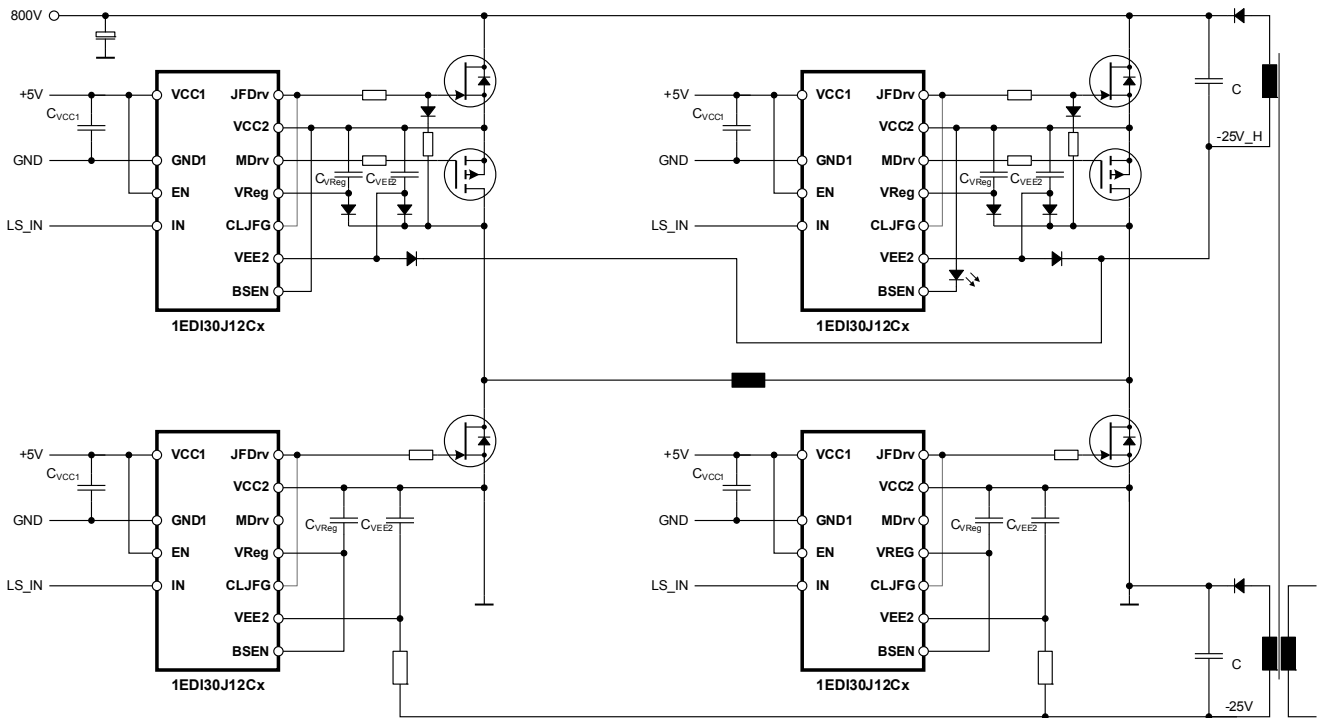 800V
+5V
CVCC1
GND
LS_IN
VCC1
GND1
EN
IN
JFDrv
VCC2
MDrv
VReg
CLJFG
VEE2
BSEN
CVReg
CVEE2
1EDI30J12Cx
+5V
CVCC1
GND
LS_IN
VCC1
GND1
EN
IN
JFDrv
VCC2
MDrv
VReg
CLJFG
VEE2
BSEN
CVReg
CVEE2
1EDI30J12Cx
C
-25V_H
+5V
CVCC1
GND
LS_IN
VCC1
GND1
EN
IN
JFDrv
VCC2
MDrv
VReg
CLJFG
VEE2
BSEN
CVReg
CVEE2
1EDI30J12Cx
+5V
CVCC1
GND
LS_IN
VCC1
GND1
EN
IN
JFDrv
VCC2
MDrv
VREG
CLJFG
VEE2
BSEN
CVReg
CVEE2
1EDI30J12Cx
C
-25V